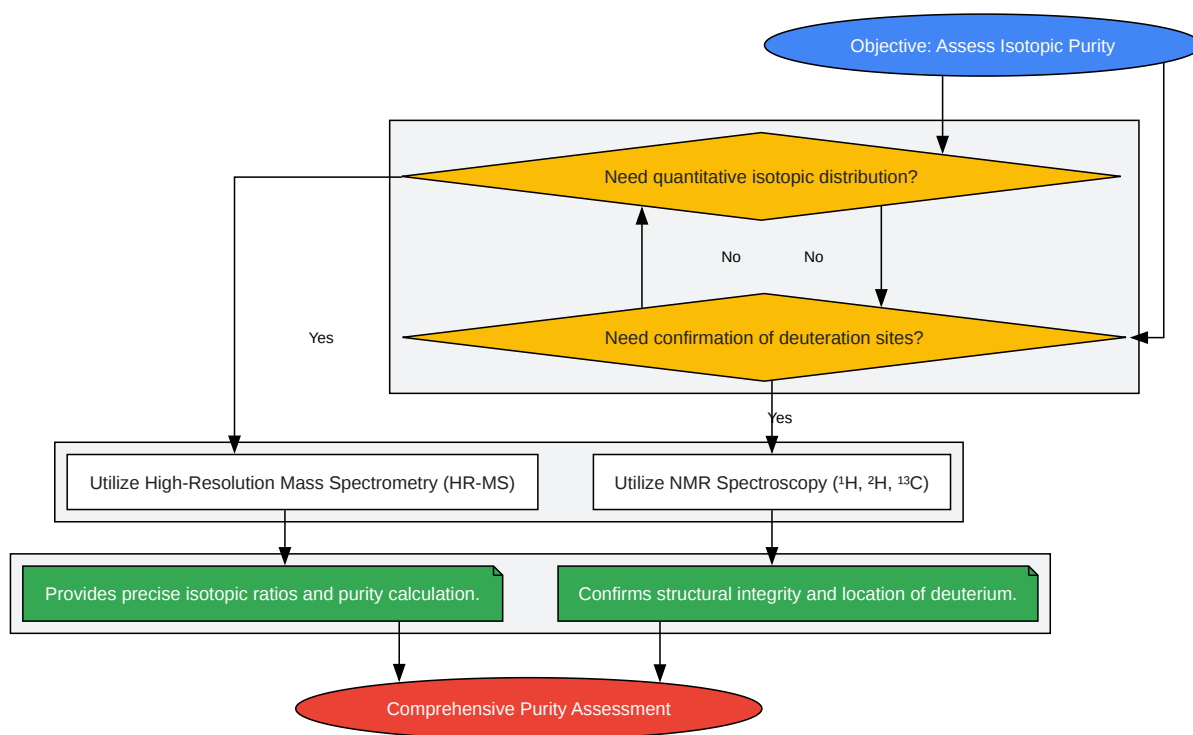 Objective: Assess Isotopic Purity
Need quantitative isotopic distribution?
No
No
Need confirmation of deuteration sites?
Yes
Yes
Utilize High-Resolution Mass Spectrometry (HR-MS)
Utilize NMR Spectroscopy (¹H, ²H, ¹³C)
Provides precise isotopic ratios and purity calculation.
Confirms structural integrity and location of deuterium.
Comprehensive Purity Assessment